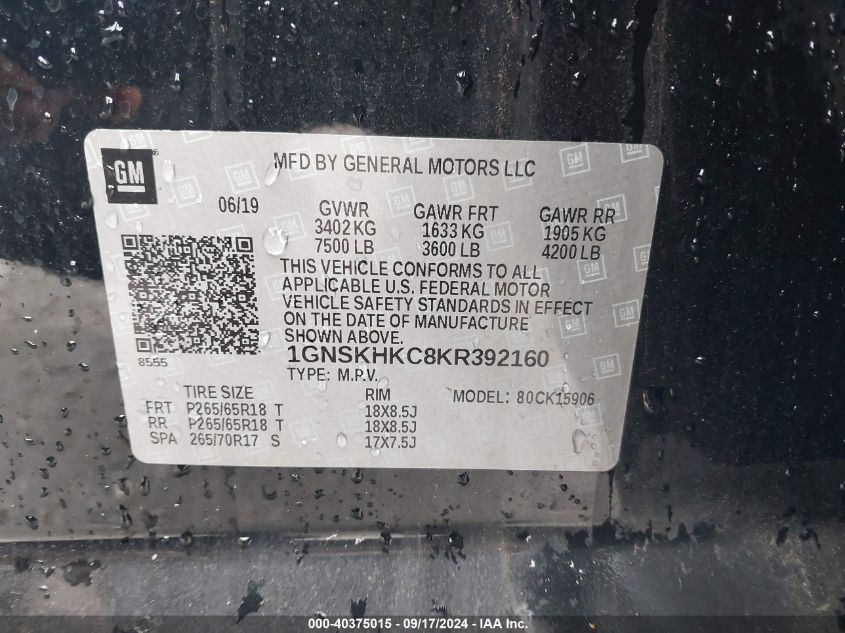 GM
MFD BY GENERAL MOTORS LLC
06/19
GVWR GAWR FRT GAWR RR
3402 KG 1633 KG 1905 KG
7500 LB 3600 LB 4200 LB
THIS VEHICLE CONFORMS TO ALL
APPLICABLE U.S. FEDERAL MOTOR
VEHICLE SAFETY STANDARDS IN EFFECT
ON THE DATE OF MANUFACTURE
SHOWN ABOVE.
8555
1GNSKHKC8KR392160
TYPE: M.P.V.
TIRE SIZE RIM MODEL: 80CK15906
FRT P265/65R18 T 18X8.5J
RR P265/65R18 T 18X8.5J
SPA 265/70R17 S 17X7.5J
000-40375015 - 09/17/2024 - IAA Inc.